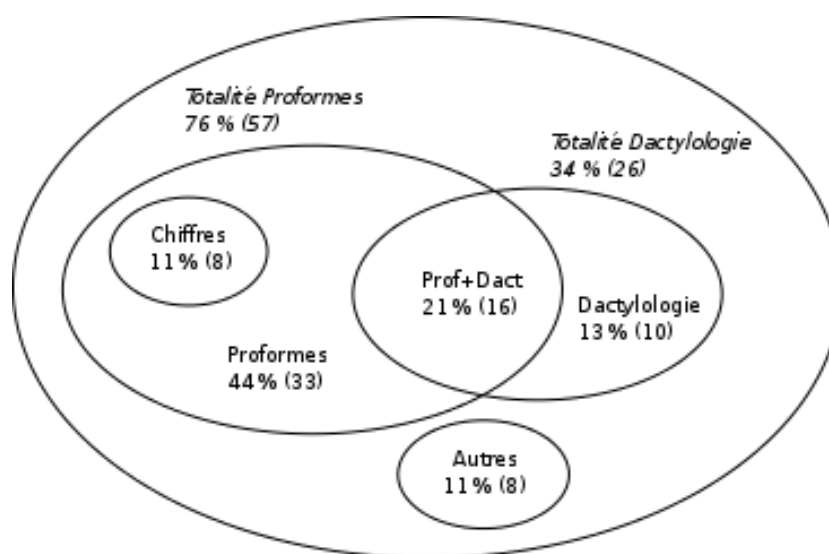 Totalité Proformes
76 % (57)
Totalité Dactylologie
34 % (26)
Chiffres
11% (8)
Prof+Dact
21% (16)
Dactylologie
13% (10)
Proformes
44% (33)
Autres
11% (8)